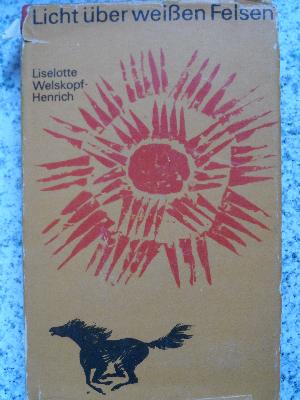 Licht über weißen Felsen
Liselotte
Welskopf-
Henrich